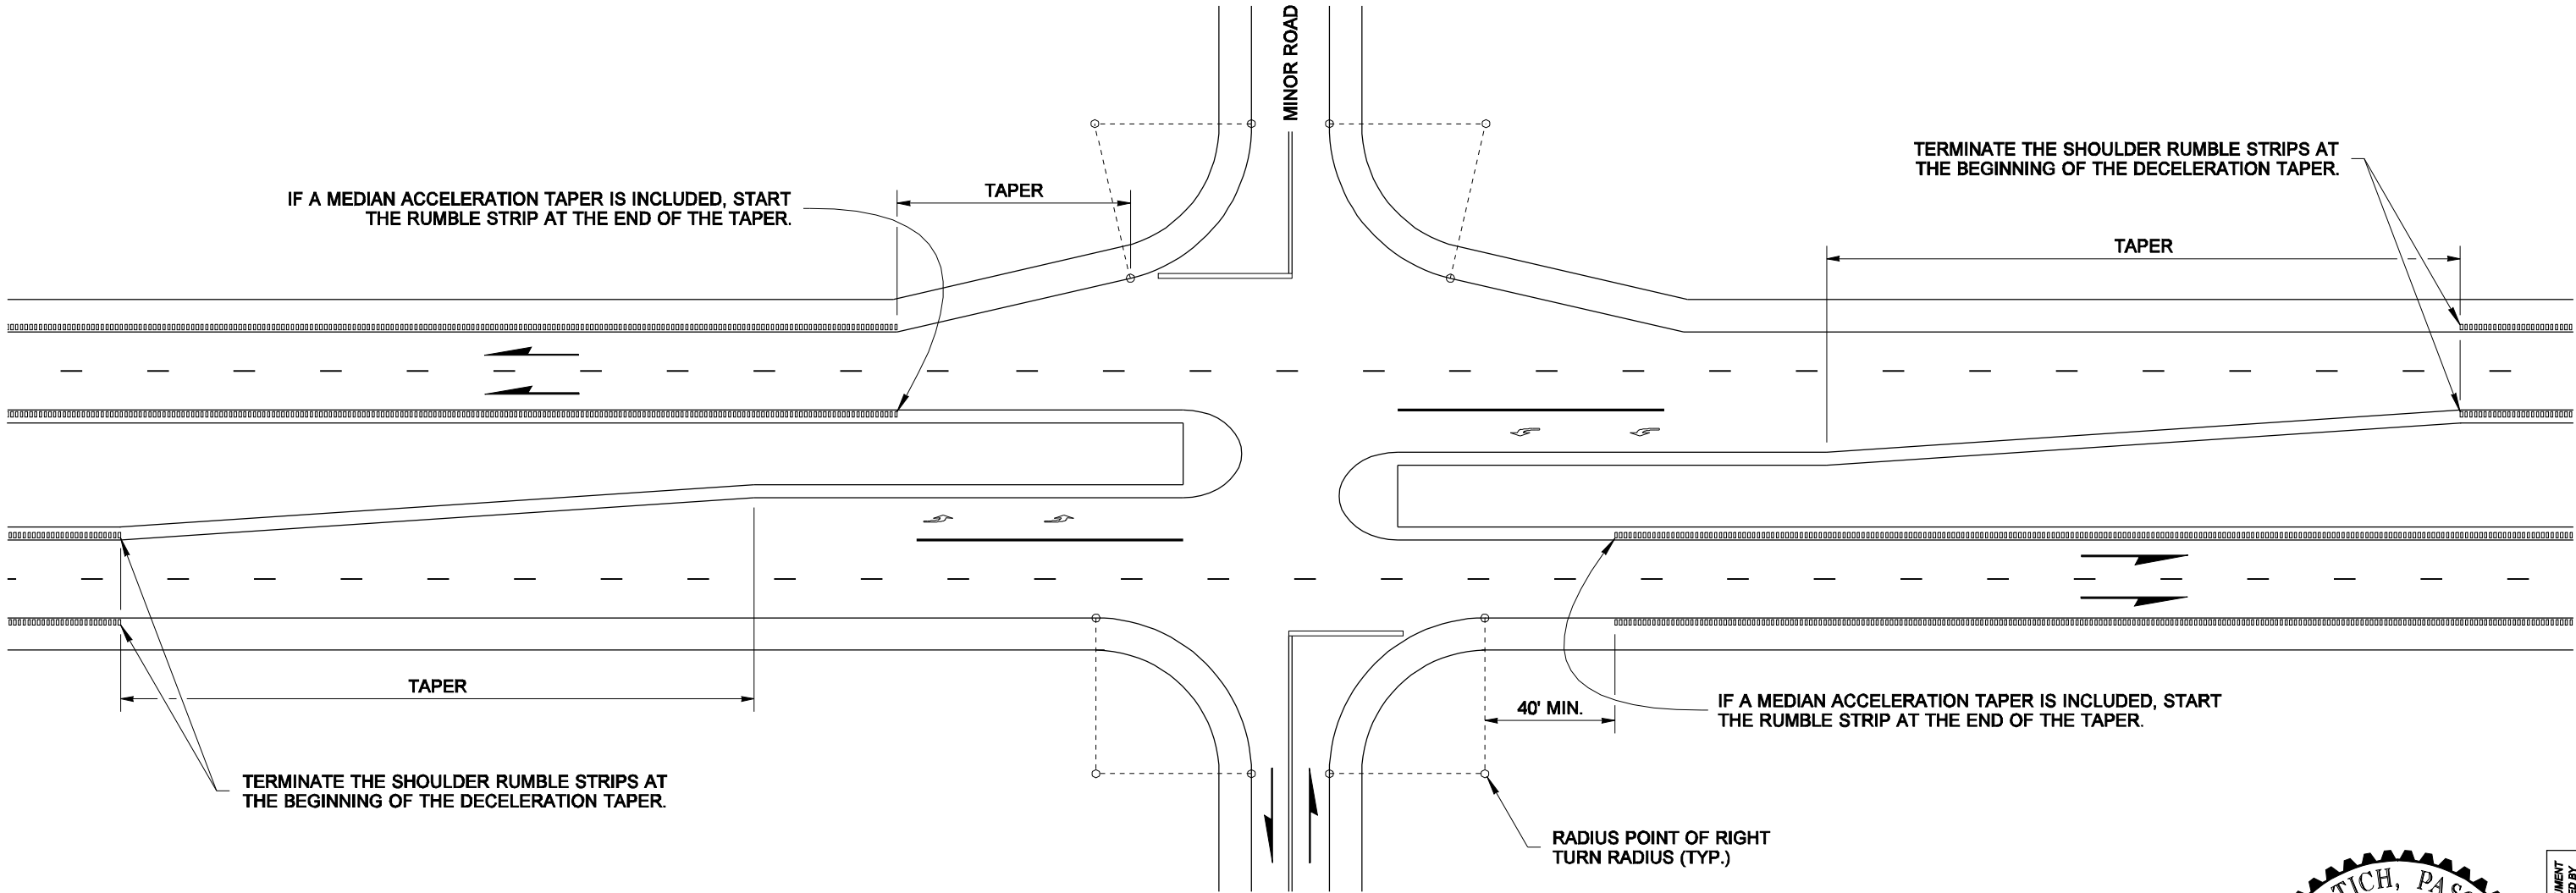 MINOR ROAD
TERMINATE THE SHOULDER RUMBLE STRIPS AT
THE BEGINNING OF THE DECELERATION TAPER.
IF A MEDIAN ACCELERATION TAPER IS INCLUDED, START
THE RUMBLE STRIP AT THE END OF THE TAPER.
TAPER
TAPER
TAPER
40' MIN.
IF A MEDIAN ACCELERATION TAPER IS INCLUDED, START
THE RUMBLE STRIP AT THE END OF THE TAPER.
TERMINATE THE SHOULDER RUMBLE STRIPS AT
THE BEGINNING OF THE DECELERATION TAPER.
RADIUS POINT OF RIGHT
TURN RADIUS (TYP.)